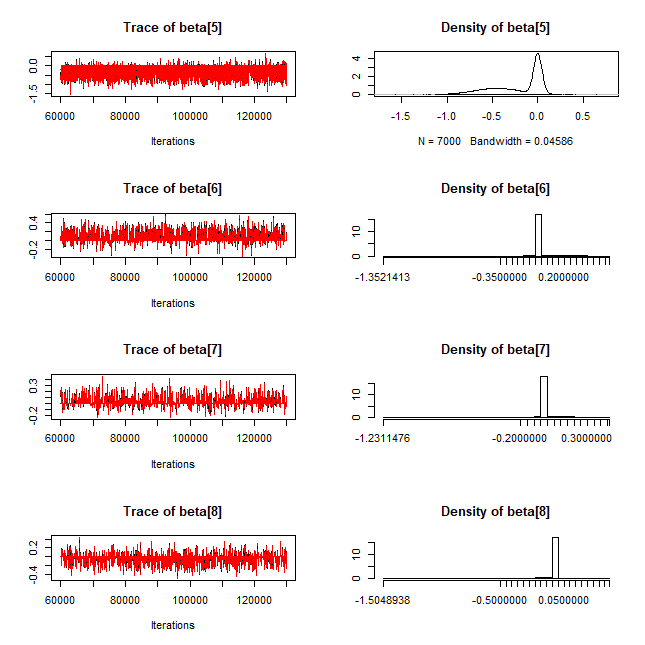 Trace of beta[5]
0.0
-1.5
60000 80000 100000 120000
Iterations
Density of beta[5]
4
2
0
-1.5 -1.0 -0.5 0.0 0.5
N = 7000 Bandwidth = 0.04586
Trace of beta[6]
0.4
-0.2
60000 80000 100000 120000
Iterations
Density of beta[6]
10
0
-1.3521413 -0.3500000 0.2000000
Trace of beta[7]
0.3
-0.2
60000 80000 100000 120000
Iterations
Density of beta[7]
10
0
-1.2311476 -0.2000000 0.3000000
Trace of beta[8]
0.2
-0.4
60000 80000 100000 120000
Iterations
Density of beta[8]
10
0
-1.5048938 -0.5000000 0.0500000